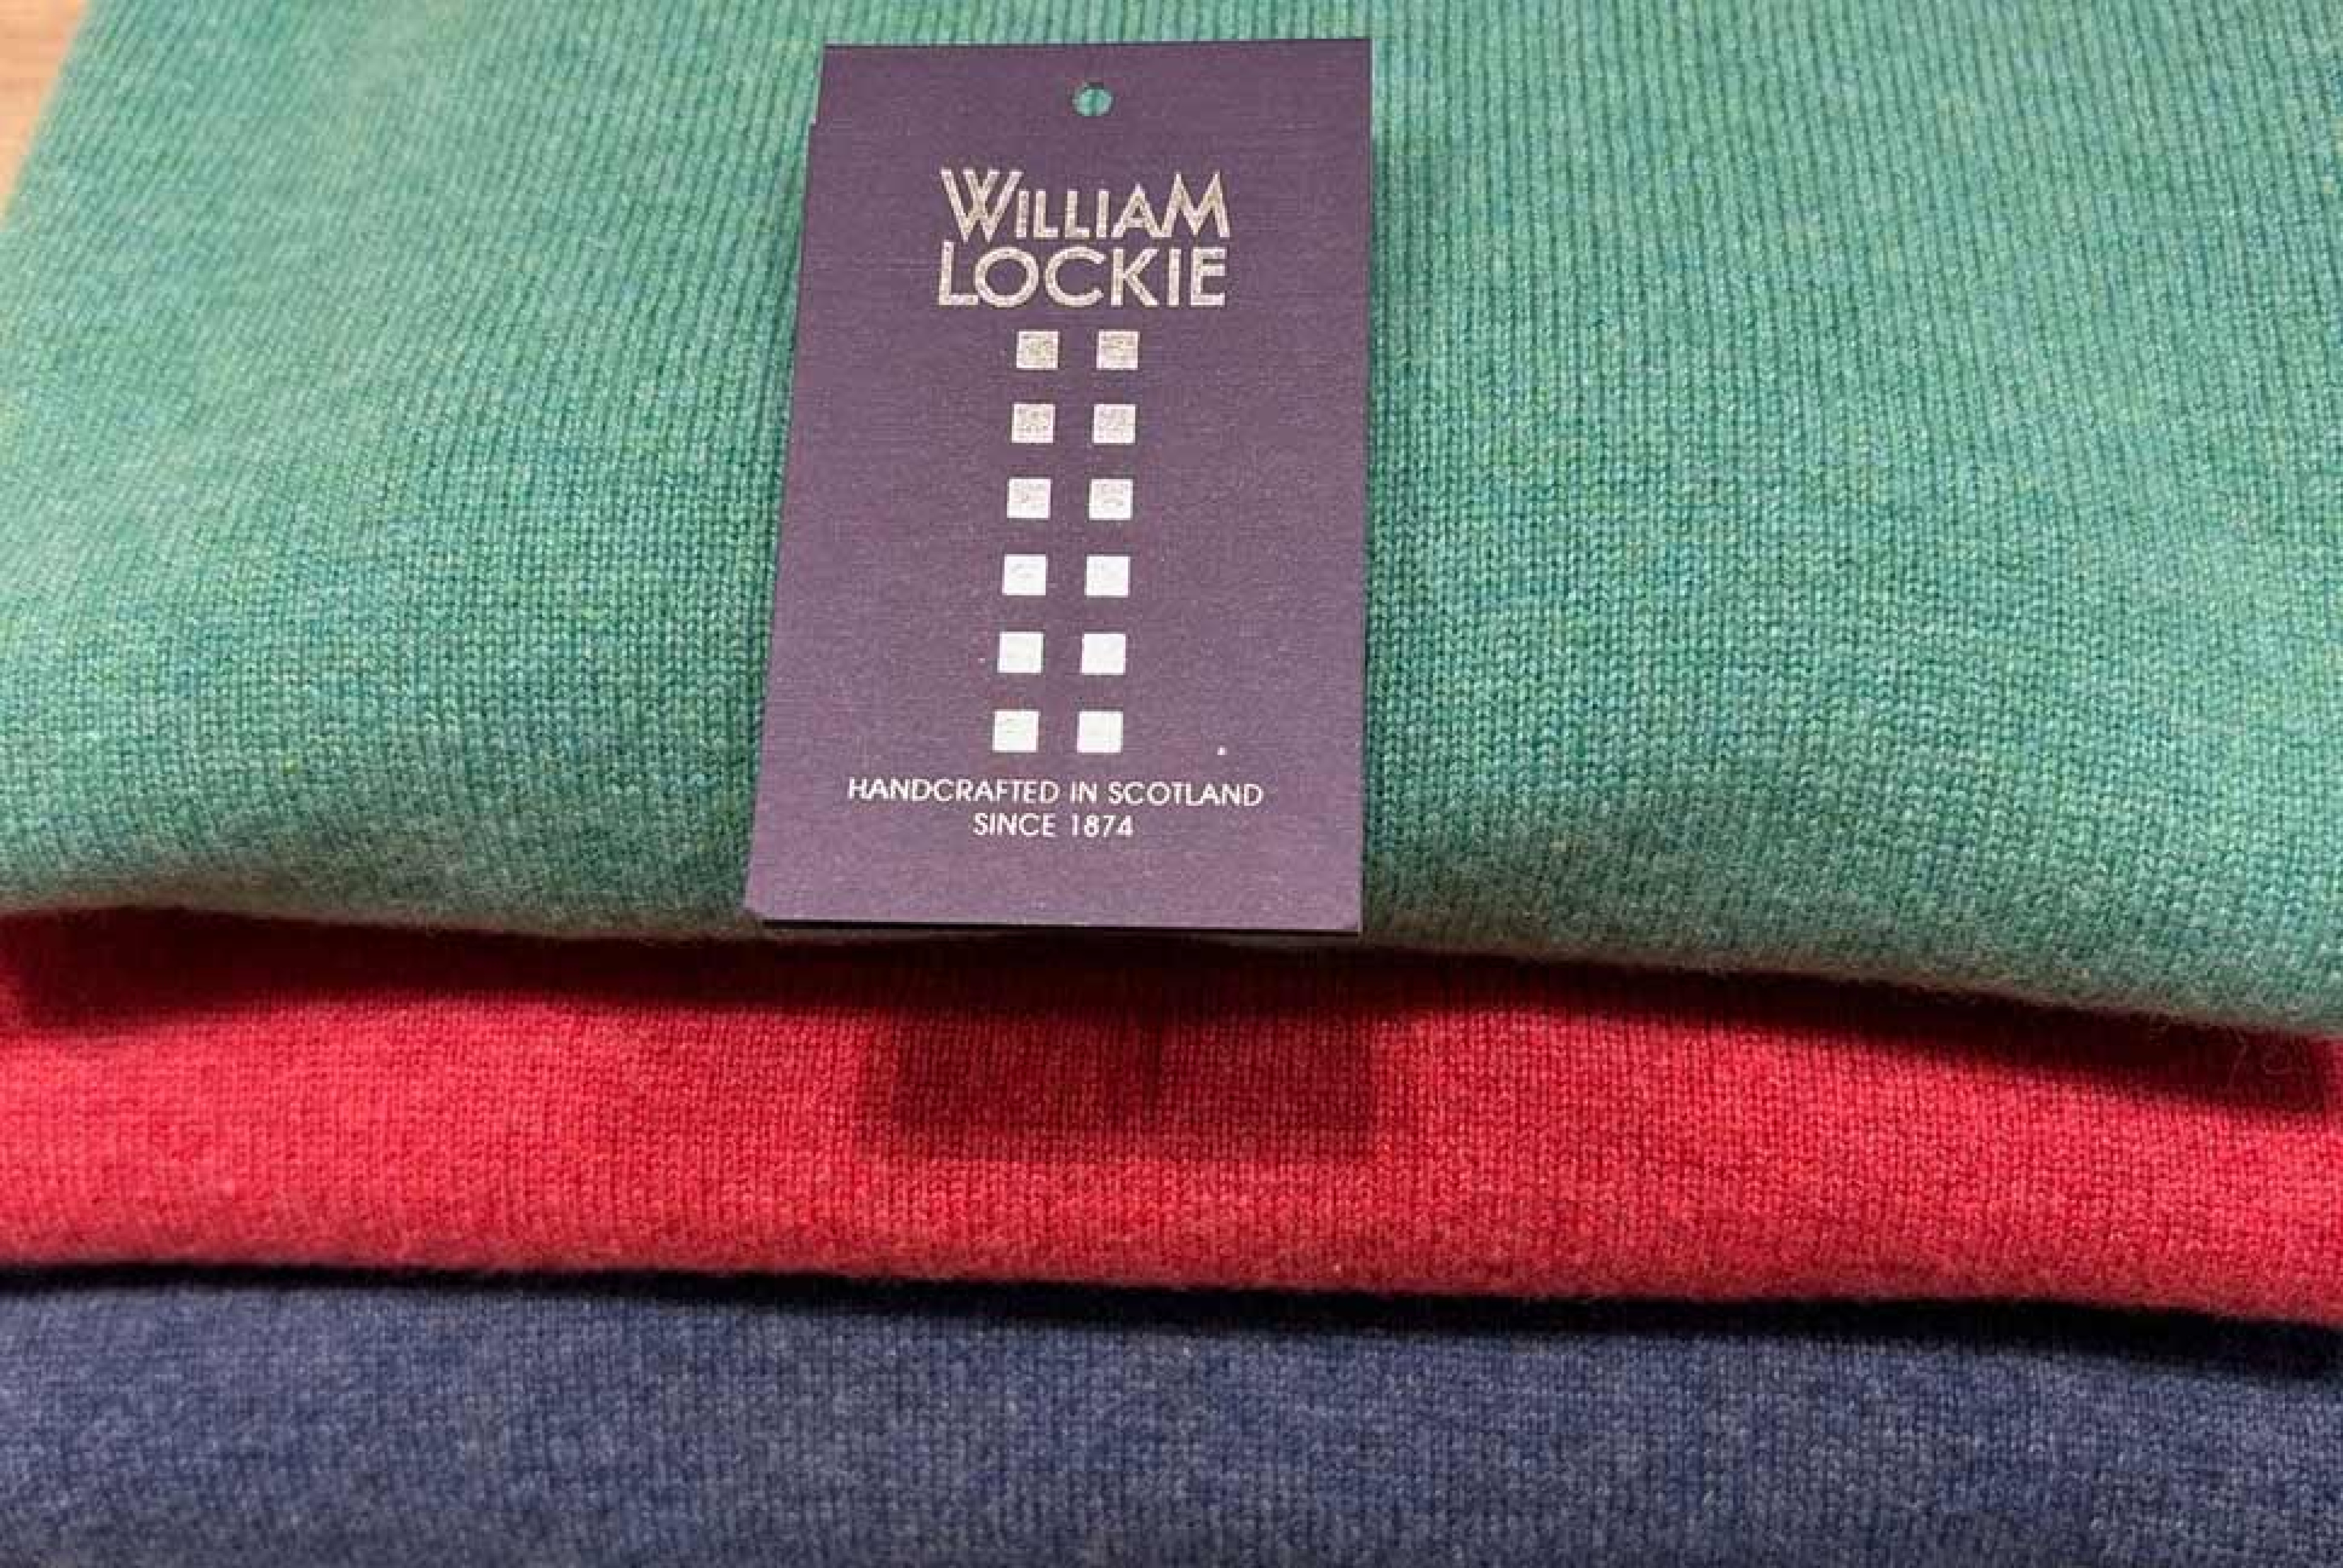 WILLIAM
LOCKIE
HANDCRAFTED IN SCOTLAND
SINCE 1874